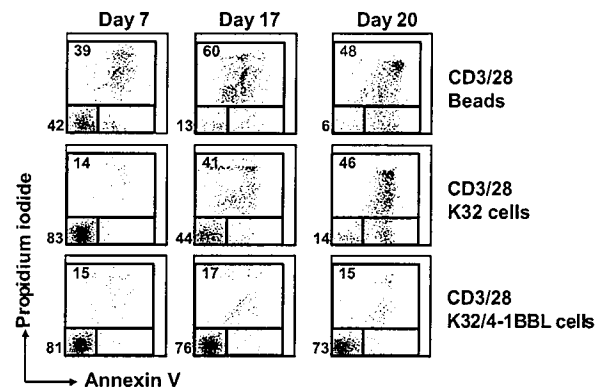 Day 7 Day 17 Day 20
39 60 48
CD3/28
Beads
42 13 6
14 41 46
CD3/28
K32 cells
83 44 14
15 17 15
CD3/28
K32/4-1BBL cells
81 76 73
Propidium iodide
Annexin V